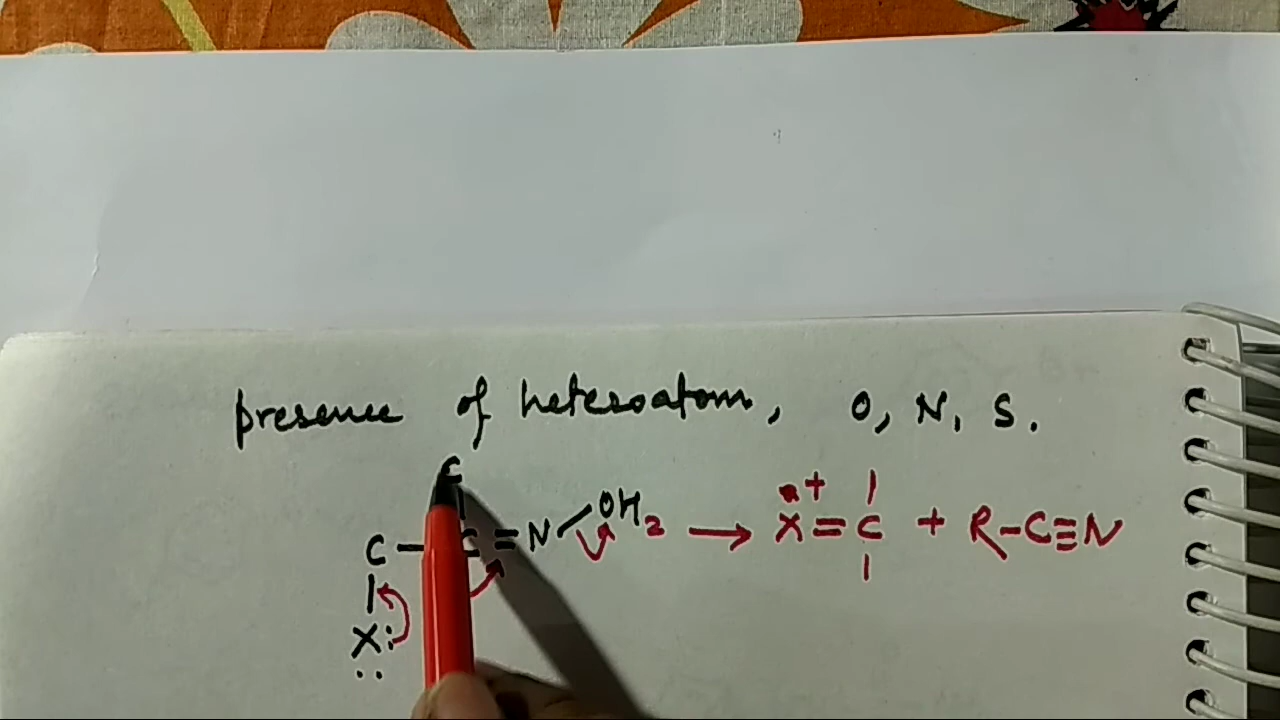 presence of heteroatom, O, N, S.
C
C – C = N OH2 → X+ = C + R–C≡N
X: